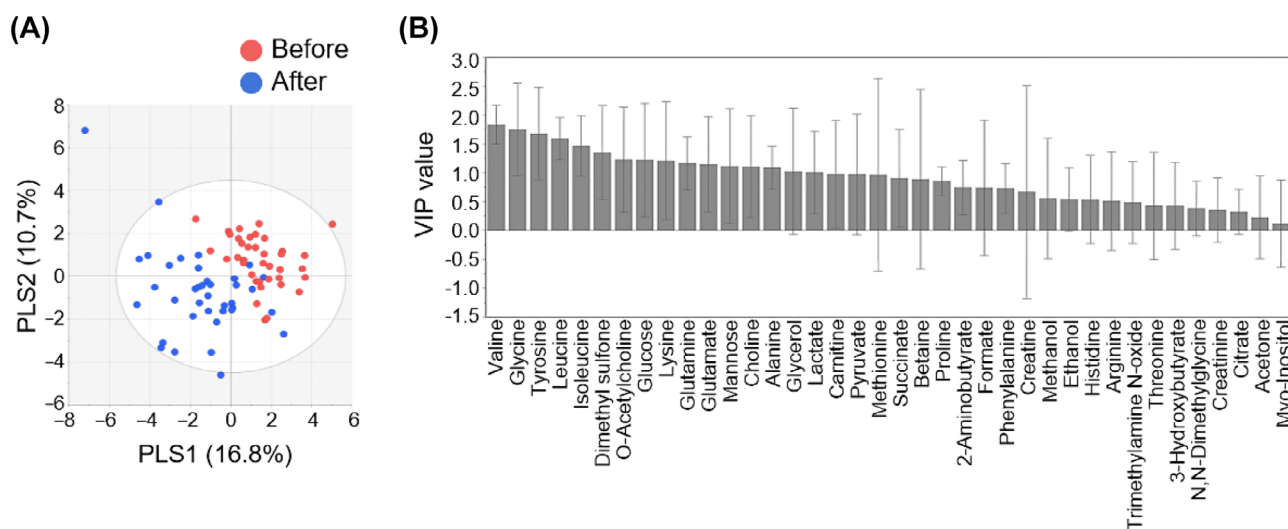 (A)
Before
After
8
6
4
2
0
−2
−4
−6
−8 −6 −4 −2 0 2 4 6
PLS2 (10.7%)
PLS1 (16.8%)
(B)
3.0
2.5
2.0
1.5
1.0
0.5
0.0
-0.5
-1.0
-1.5
VIP value
Valine
Glycine
Tyrosine
Leucine
Isoleucine
Dimethyl sulfone
O-Acetylcholine
Glucose
Lysine
Glutamine
Glutamate
Mannose
Choline
Alanine
Glycerol
Lactate
Carnitine
Pyruvate
Methionine
Succinate
Betaine
Proline
2-Aminobutyrate
Formate
Phenylalanine
Creatine
Methanol
Ethanol
Histidine
Arginine
Trimethylamine N-oxide
Threonine
3-Hydroxybutyrate
N,N-Dimethylglycine
Creatinine
Citrate
Acetone
Myo-Inositol